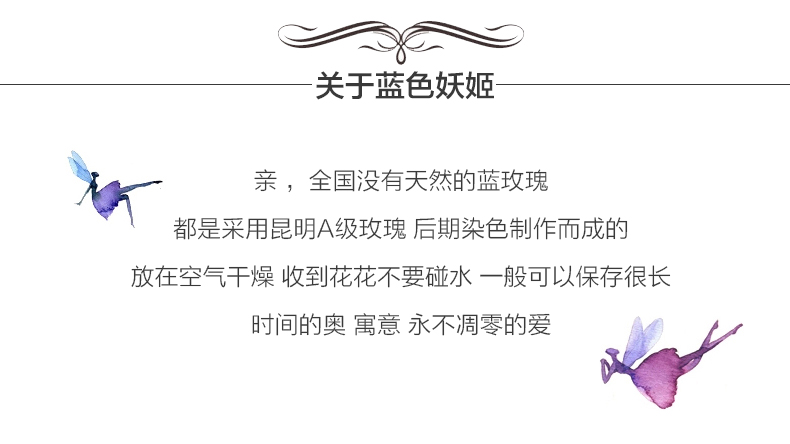 关于蓝色妖姬
亲 ，全国没有天然的蓝玫瑰
都是采用昆明A级玫瑰 后期染色制作而成的
放在空气干燥 收到花花不要碰水 一般可以保存很长
时间的奥 寓意 永不凋零的爱